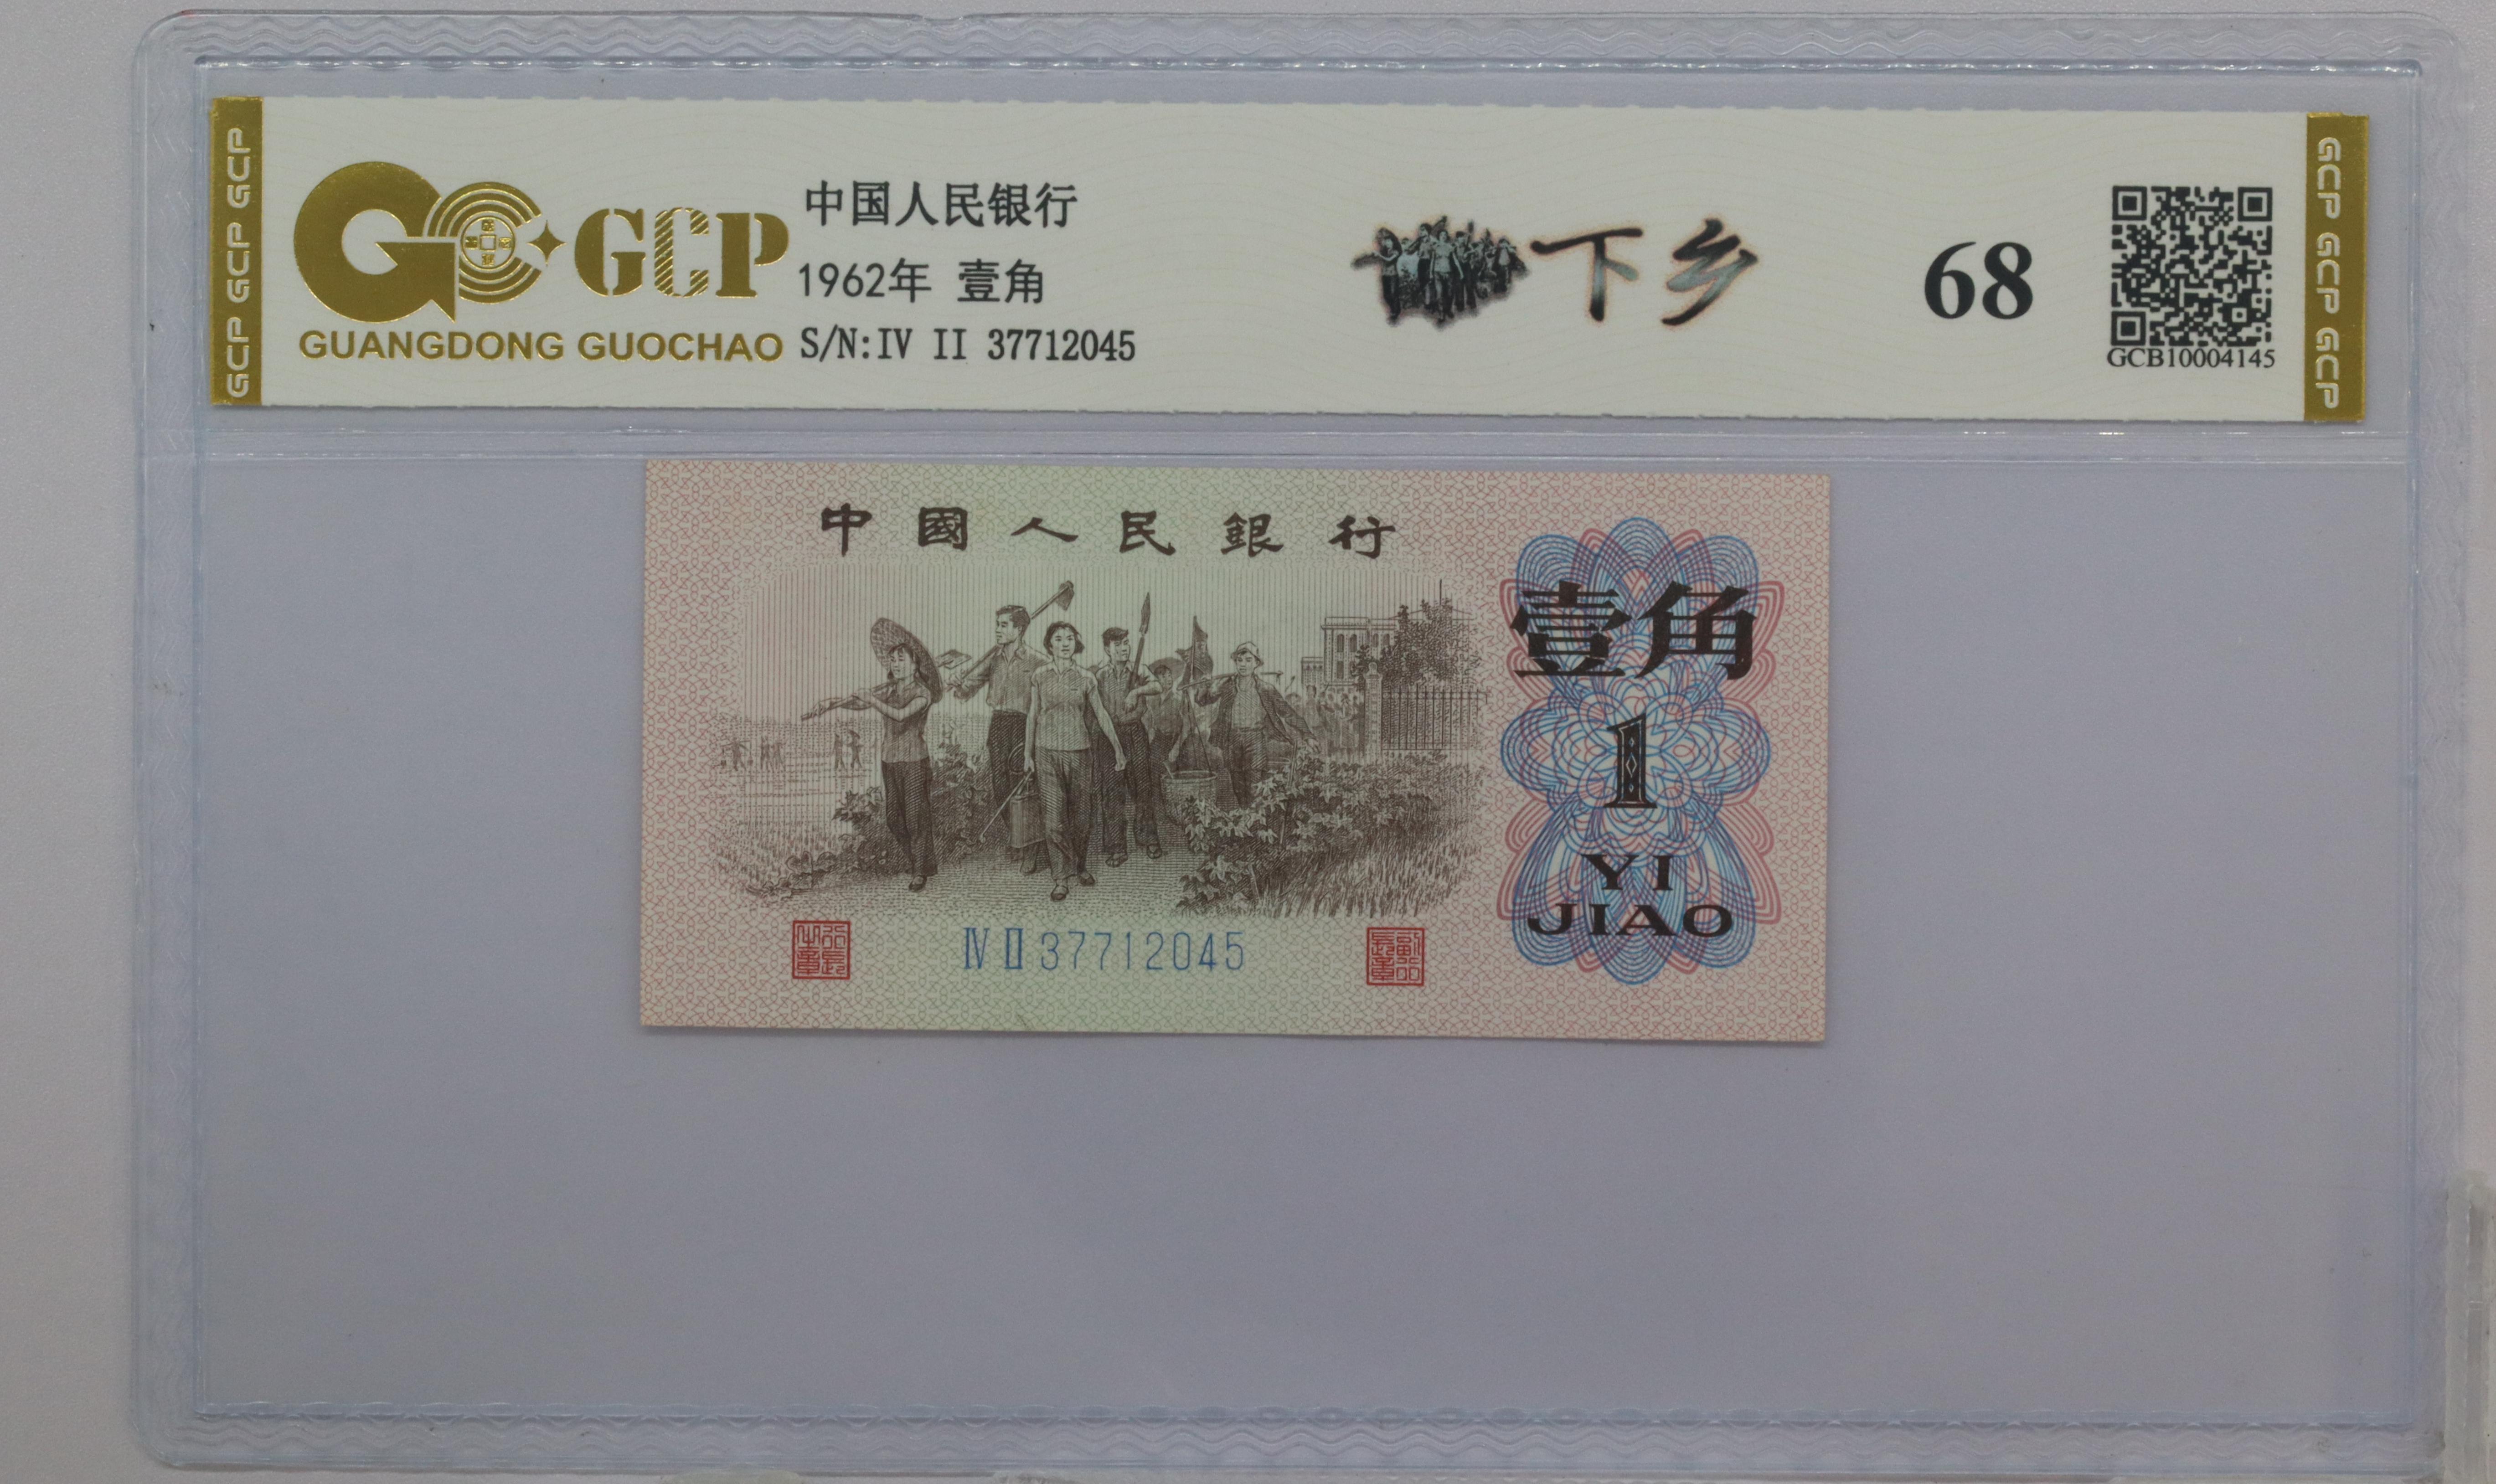 GCP GCP GCP
GCP
GUANGDONG GUOCHAO
中国人民银行
1962年 壹角
S/N:IV II 37712045
下乡
68
GCB10004145
GCP GCP GCP
中國人民銀行
壹角
1
YI
JIAO
Ⅳ Ⅱ 37712045